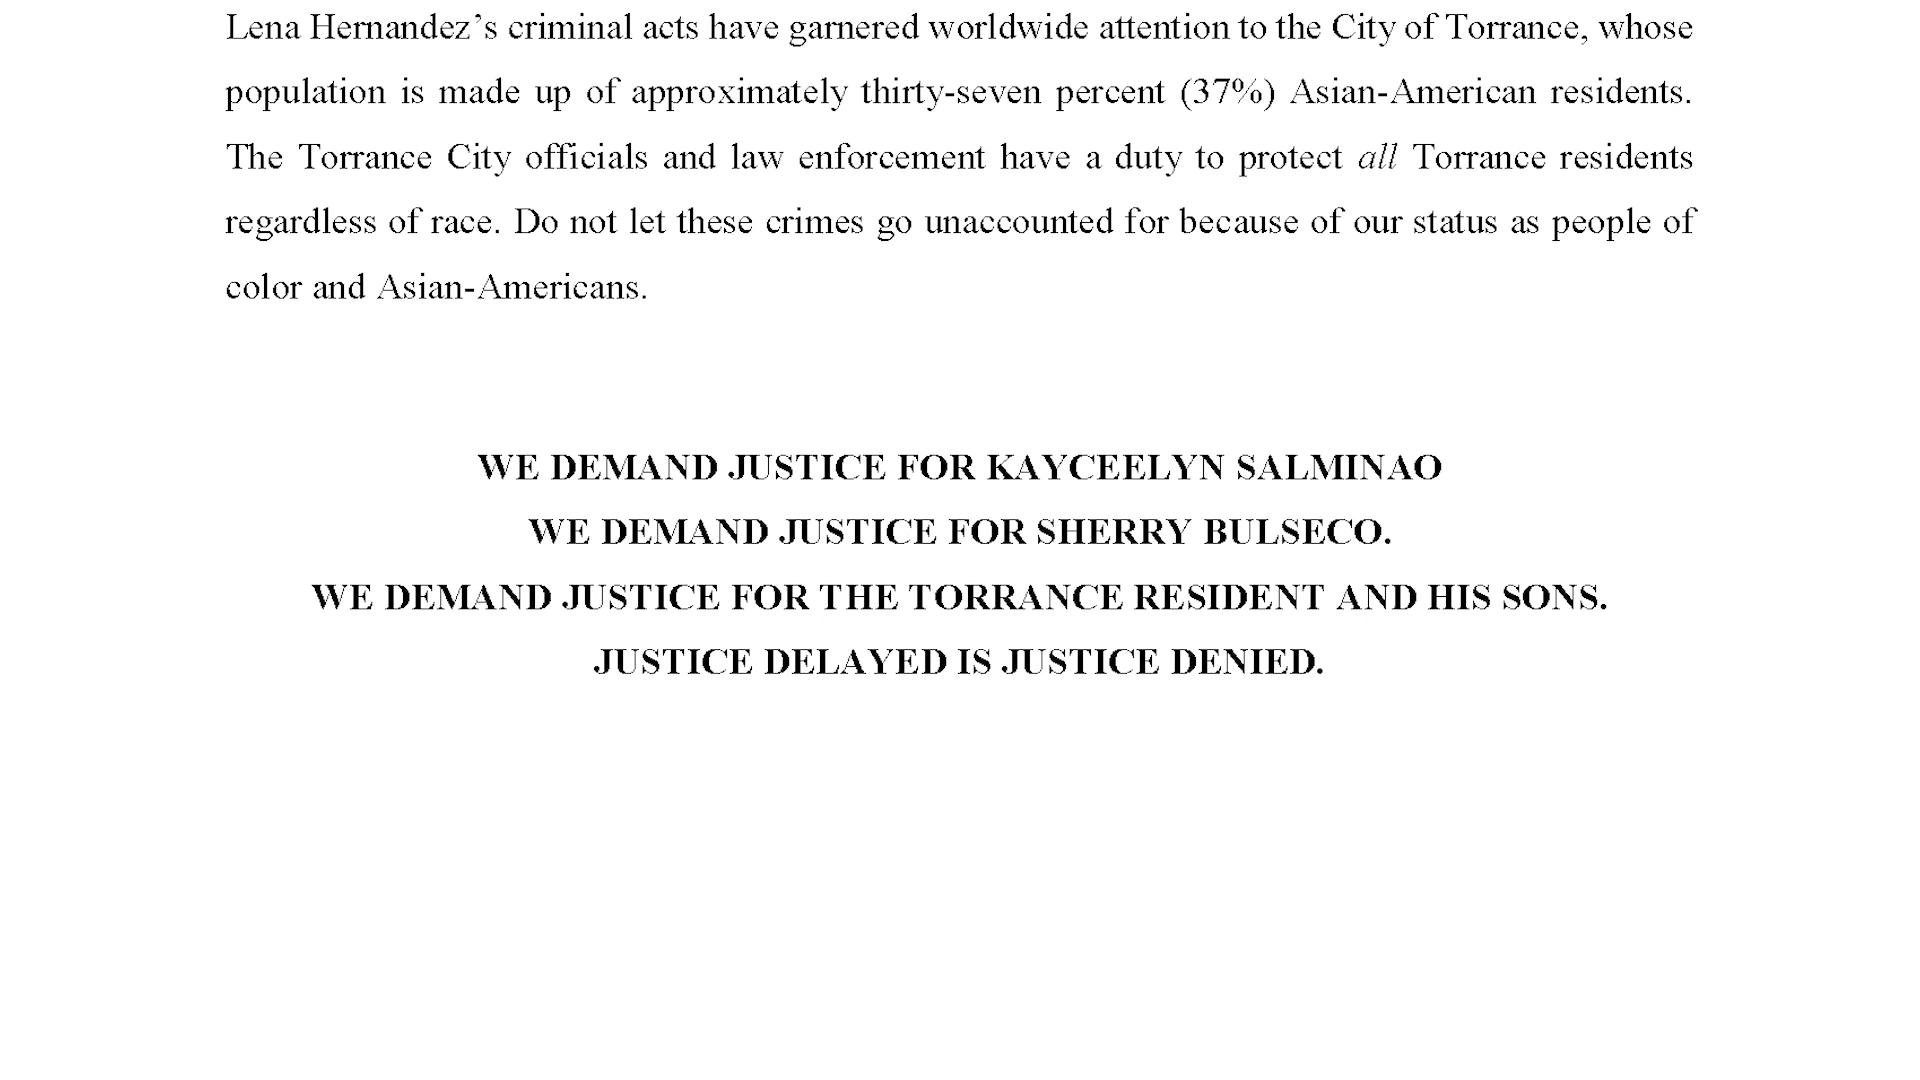 Lena Hernandez’s criminal acts have garnered worldwide attention to the City of Torrance, whose
population is made up of approximately thirty-seven percent (37%) Asian-American residents.
The Torrance City officials and law enforcement have a duty to protect all Torrance residents
regardless of race. Do not let these crimes go unaccounted for because of our status as people of
color and Asian-Americans.
WE DEMAND JUSTICE FOR KAYCEELYN SALMINAO
WE DEMAND JUSTICE FOR SHERRY BULSECO.
WE DEMAND JUSTICE FOR THE TORRANCE RESIDENT AND HIS SONS.
JUSTICE DELAYED IS JUSTICE DENIED.